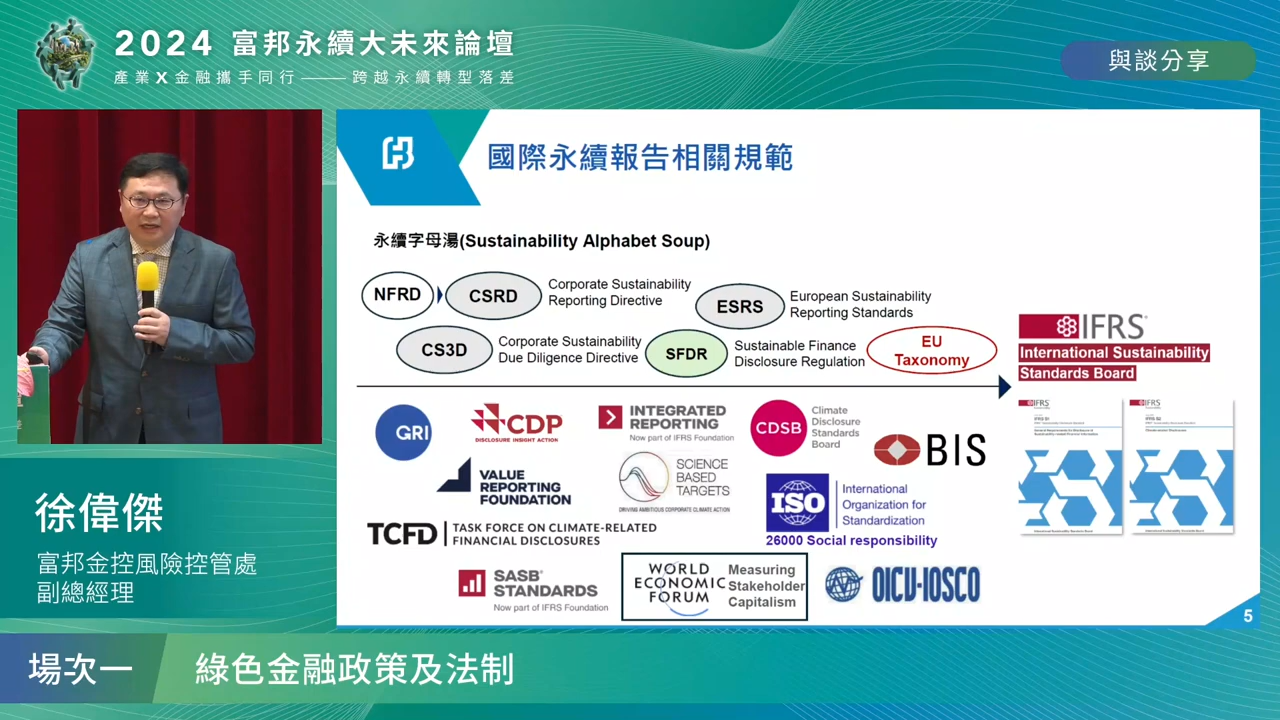 2024 富邦永續大未來論壇
產業X金融攜手同行——跨越永續轉型落差
與談分享
國際永續報告相關規範
永續字母湯(Sustainability Alphabet Soup)
NFRD
CSRD
Corporate Sustainability
Reporting Directive
ESRS
European Sustainability
Reporting Standards
CS3D
Corporate Sustainability
Due Diligence Directive
SFDR
Sustainable Finance
Disclosure Regulation
EU
Taxonomy
IFRS
International Sustainability
Standards Board
GRI
CDP
DISCLOSURE INSIGHT ACTION
INTEGRATED
REPORTING
Now part of IFRS Foundation
CDSB
Climate
Disclosure
Standards
Board
BIS
VALUE
REPORTING
FOUNDATION
SCIENCE
BASED
TARGETS
DRIVING AMBITIOUS CORPORATE CLIMATE ACTION
ISO
International
Organization for
Standardization
26000 Social responsibility
TCFD
TASK FORCE ON CLIMATE-RELATED
FINANCIAL DISCLOSURES
SASB STANDARDS
Now part of IFRS Foundation
WORLD
ECONOMIC
FORUM
Measuring
Stakeholder
Capitalism
OICU-IOSCO
IFRS
IFRS
5
徐偉傑
富邦金控風險控管處
副總經理
場次一
綠色金融政策及法制